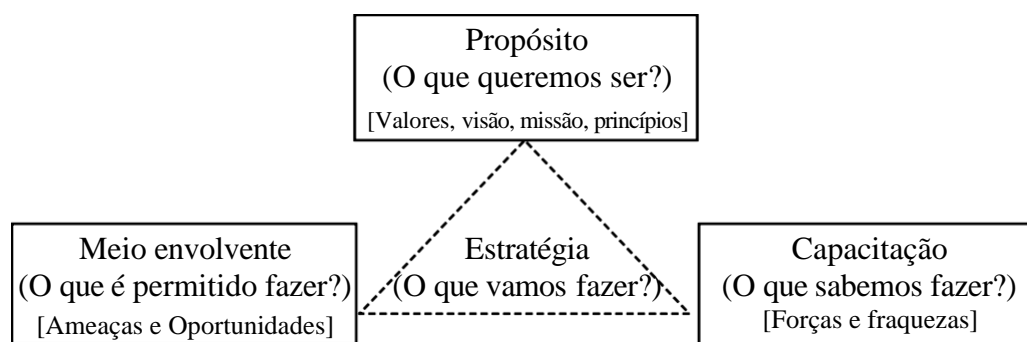 Propósito
(O que queremos ser?)
[Valores, visão, missão, princípios]
Meio envolvente
(O que é permitido fazer?)
[Ameaças e Oportunidades]
Estratégia
(O que vamos fazer?)
Capacitação
(O que sabemos fazer?)
[Forças e fraquezas]